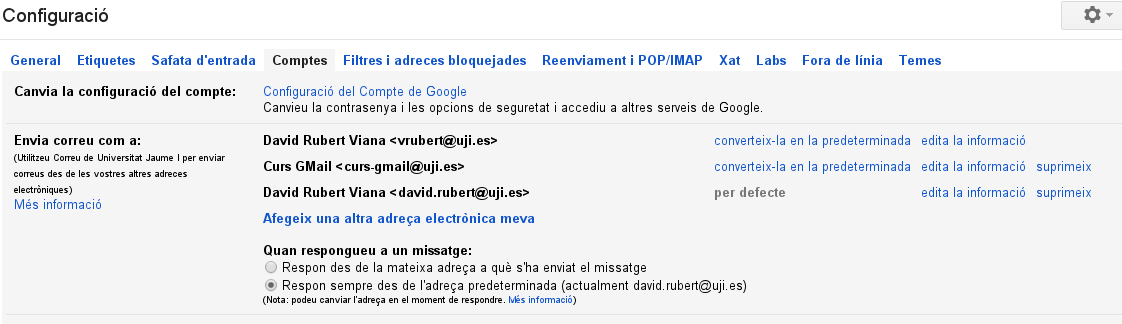 Configuració
General Etiquetes Safata d'entrada Comptes Filtres i adreces bloquejades Reenviament i POP/IMAP Xat Labs Fora de línia Temes
Canvia la configuració del compte: Configuració del Compte de Google
Canvieu la contrasenya i les opcions de seguretat i accediu a altres serveis de Google.
Envia correu com a: David Rubert Viana <vrubert@uji.es> converteix-la en la predeterminada edita la informació
(Utilitzeu Correu de Universitat Jaume I per enviar
correus des de les vostres altres adreces
electròniques)
Més informació
Curs GMail <curs-gmail@uji.es> converteix-la en la predeterminada edita la informació suprimeix
David Rubert Viana <david.rubert@uji.es> per defecte edita la informació suprimeix
Afegeix una altra adreça electrònica meva
Quan respongueu a un missatge:
Respon des de la mateixa adreça a què s'ha enviat el missatge
Respon sempre des de l'adreça predeterminada (actualment david.rubert@uji.es)
(Nota: podeu canviar l'adreça en el moment de respondre. Més informació)